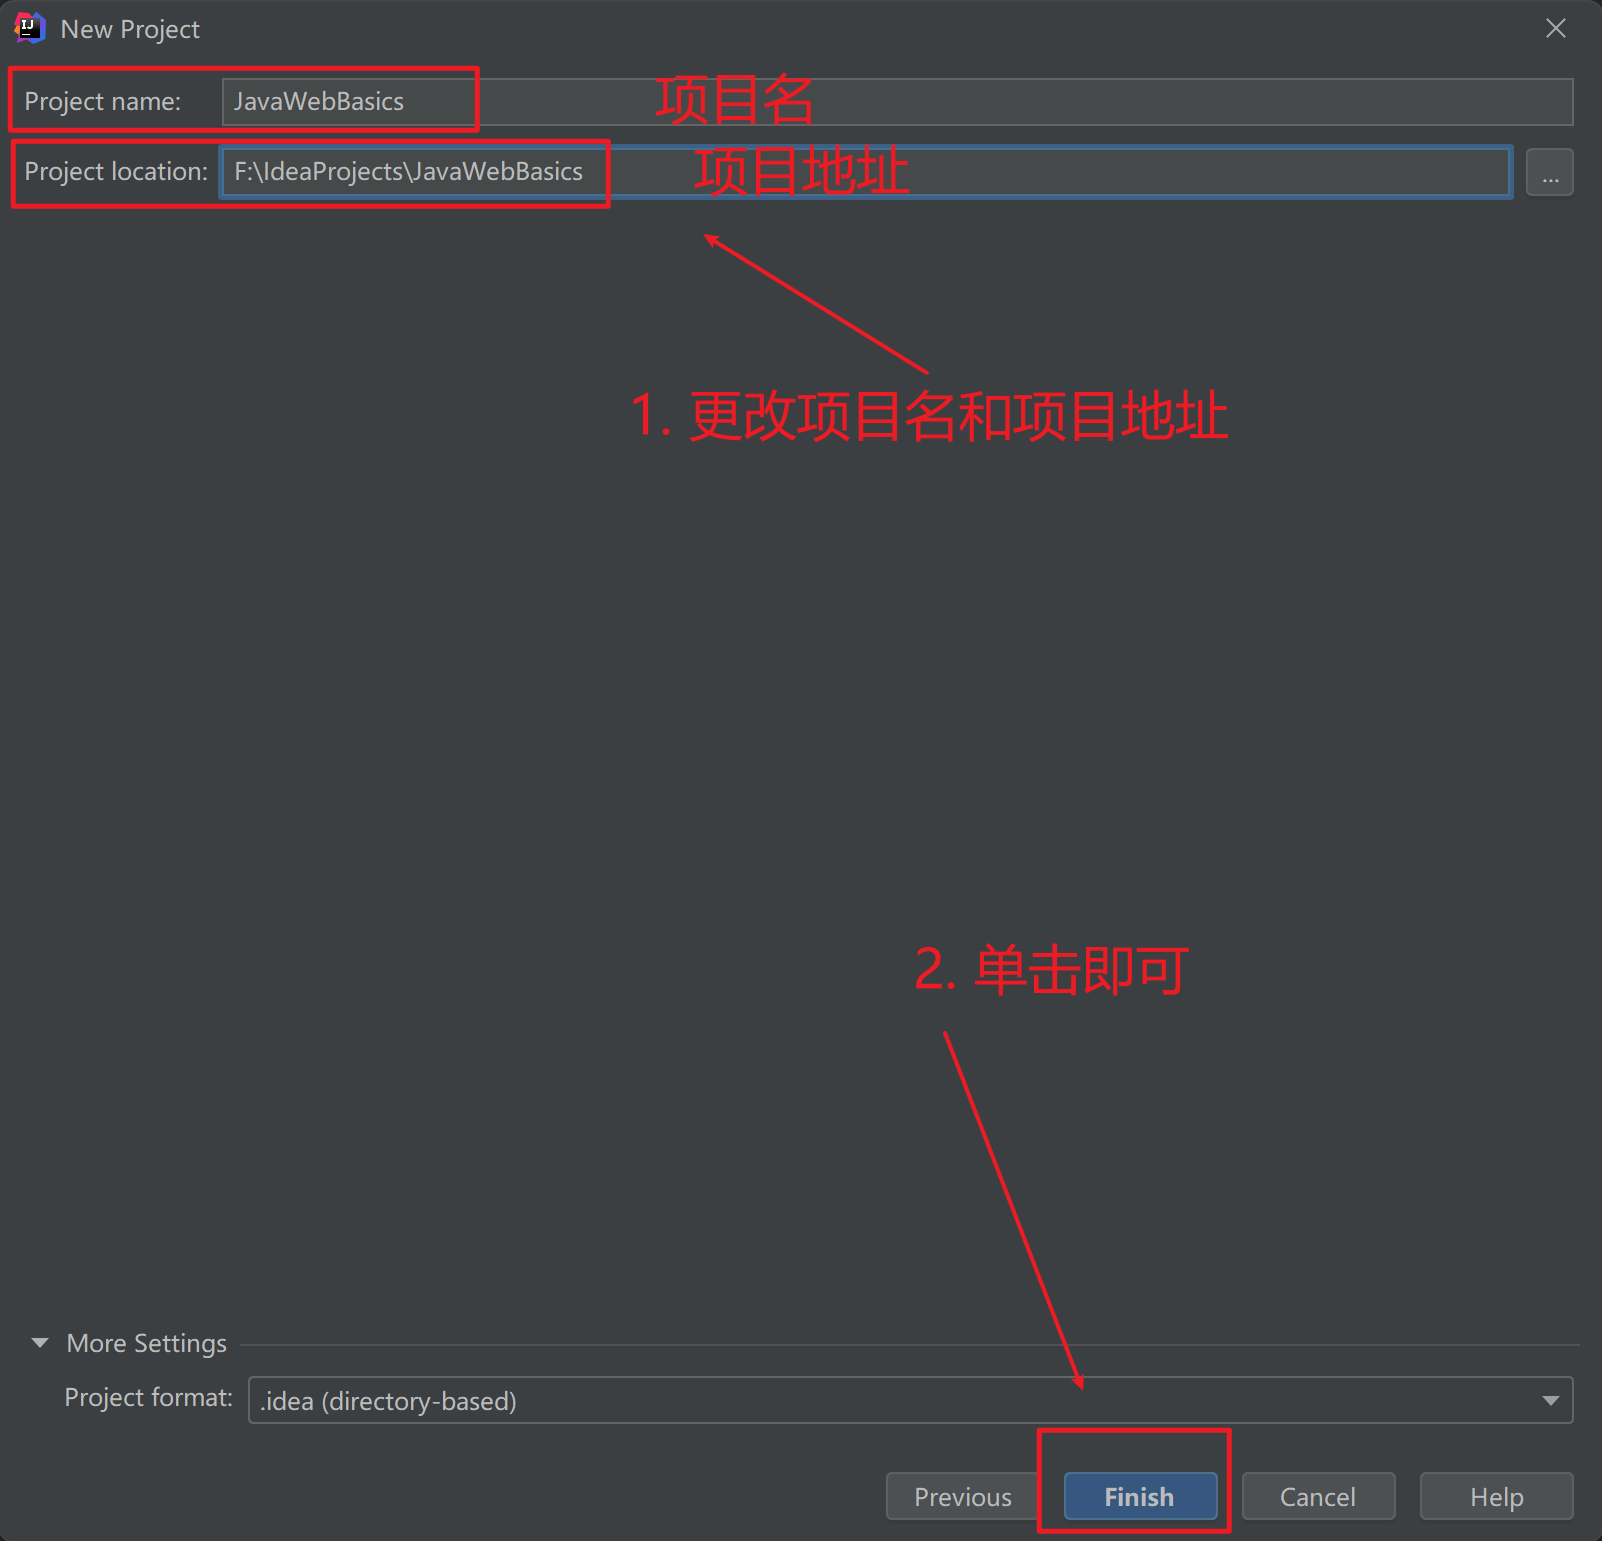 IJ
New Project
Project name: JavaWebBasics 项目名
Project location: F:\IdeaProjects\JavaWebBasics 项目地址 ...
1. 更改项目名和项目地址
2. 单击即可
More Settings
Project format: .idea (directory-based)
Previous Finish Cancel Help